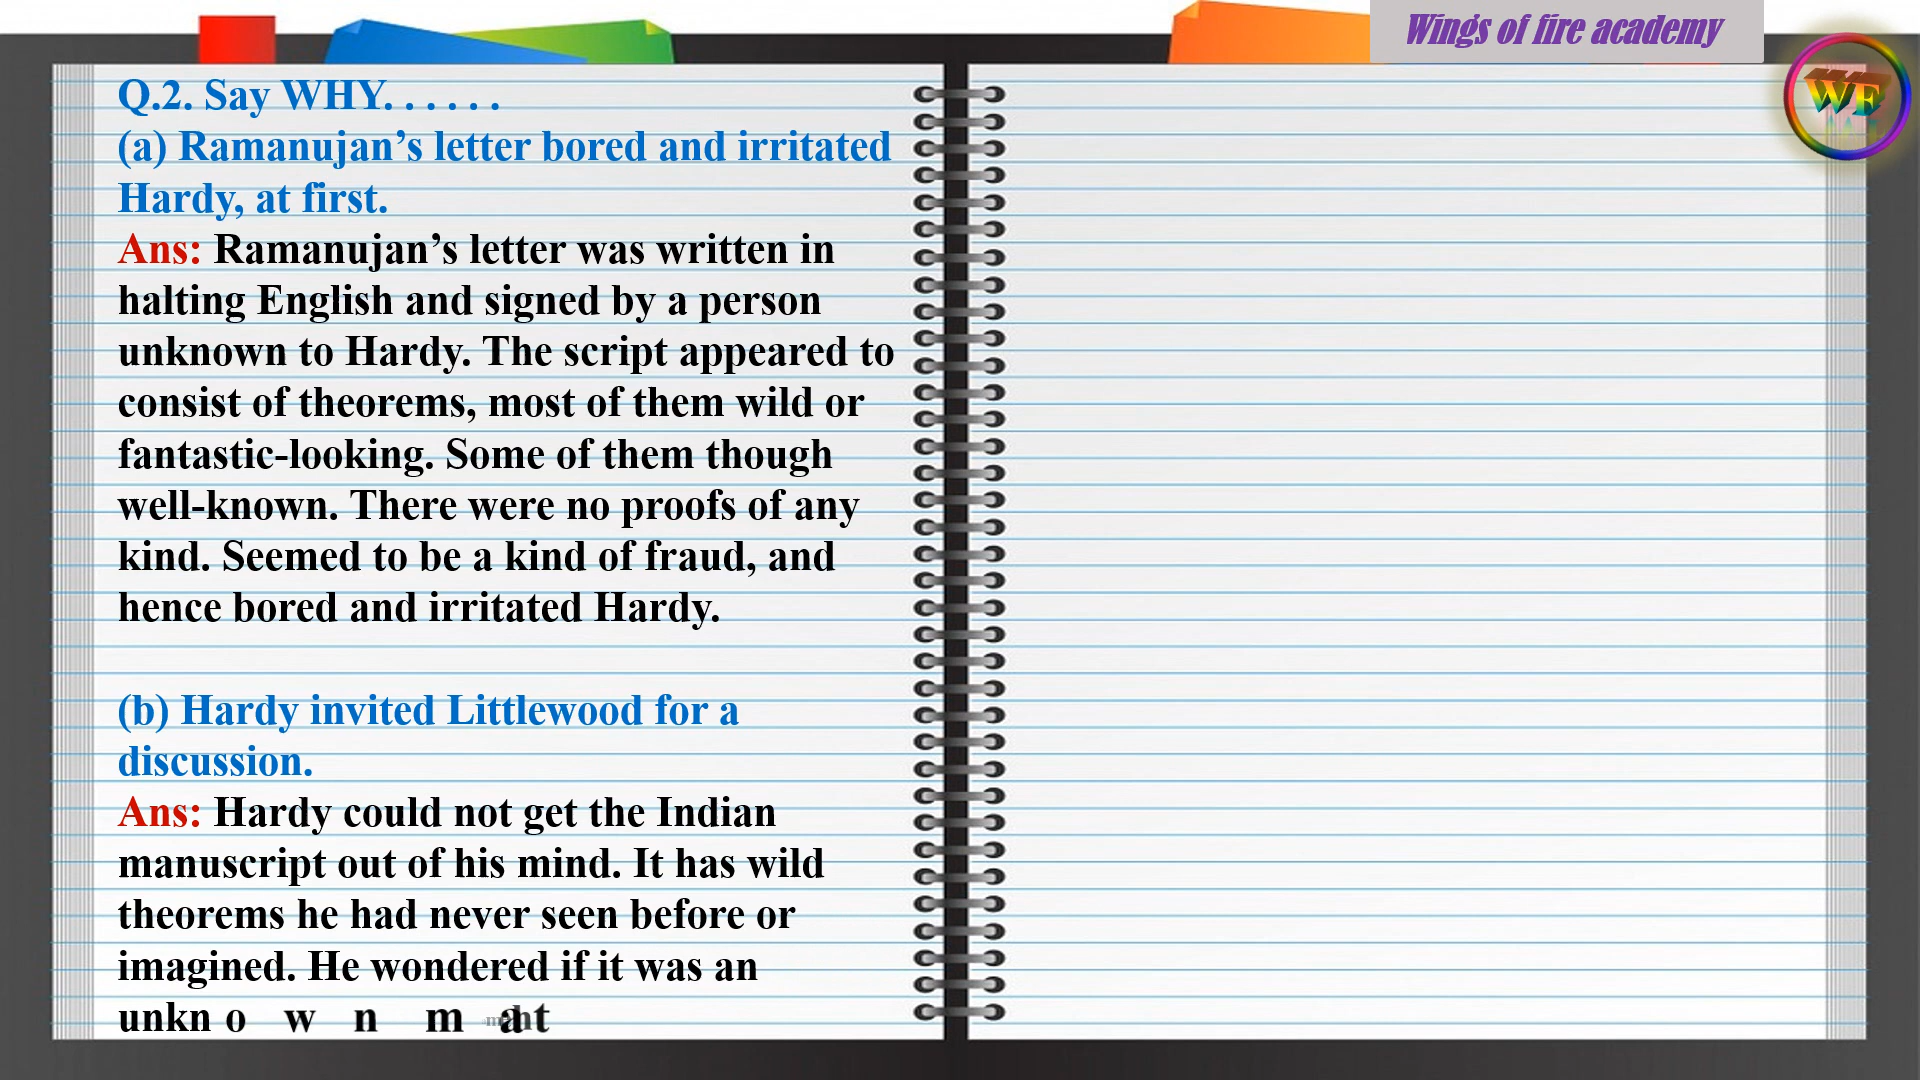 Wings of fire academy
WF
Q.2. Say WHY. . . . . .
(a) Ramanujan’s letter bored and irritated
Hardy, at first.
Ans: Ramanujan’s letter was written in
halting English and signed by a person
unknown to Hardy. The script appeared to
consist of theorems, most of them wild or
fantastic-looking. Some of them though
well-known. There were no proofs of any
kind. Seemed to be a kind of fraud, and
hence bored and irritated Hardy.
(b) Hardy invited Littlewood for a
discussion.
Ans: Hardy could not get the Indian
manuscript out of his mind. It has wild
theorems he had never seen before or
imagined. He wondered if it was an
unknown